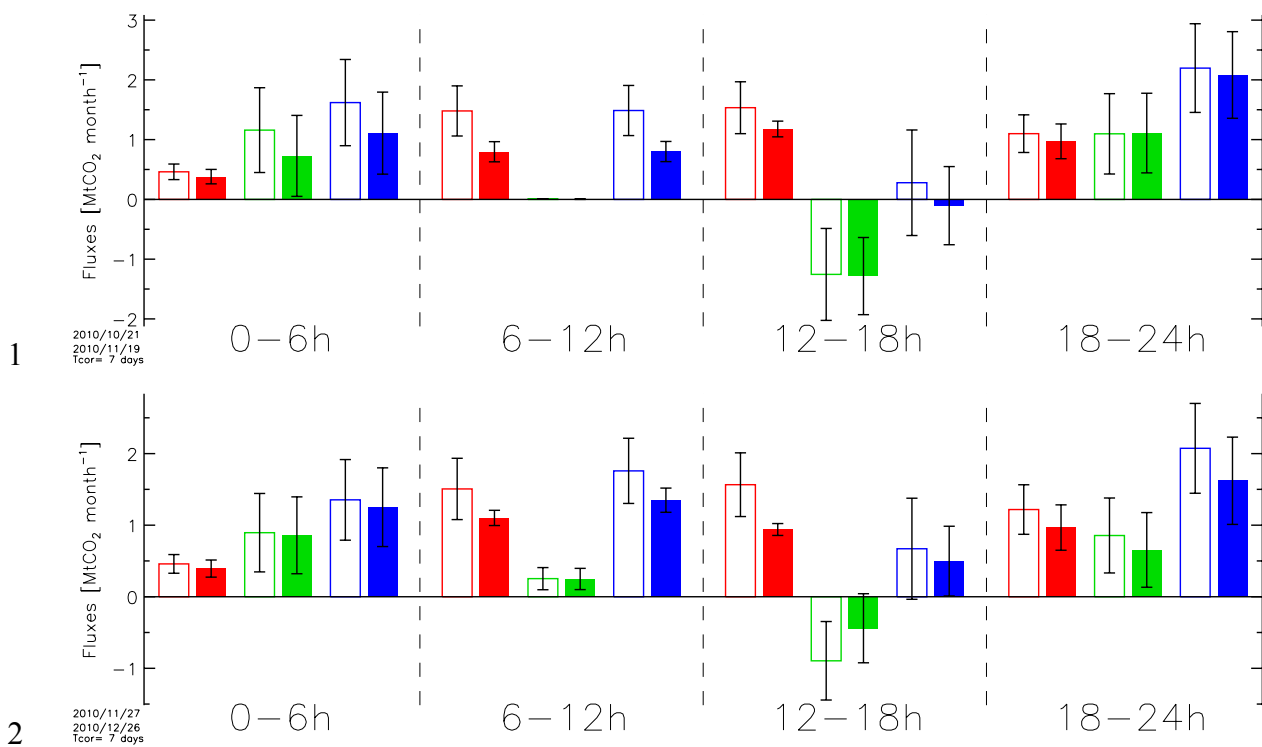 3
2
1
0
−1
−2
Fluxes [MtCO₂ month⁻¹]
0−6h
6−12h
12−18h
18−24h
2010/10/21
2010/11/19
Tcor= 7 days
1
2
1
0
−1
Fluxes [MtCO₂ month⁻¹]
0−6h
6−12h
12−18h
18−24h
2010/11/27
2010/12/26
Tcor= 7 days
2